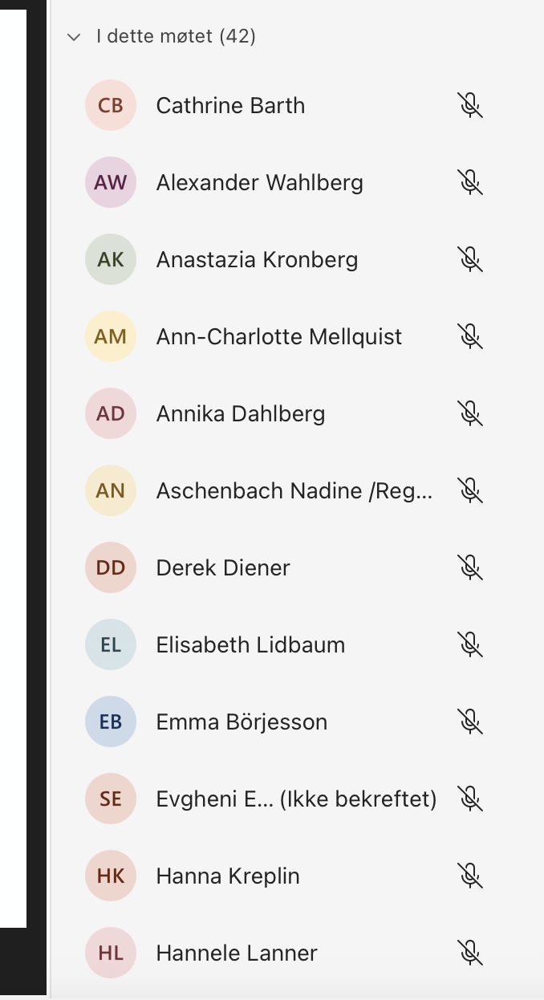 I dette møtet (42)
CB Cathrine Barth
AW Alexander Wahlberg
AK Anastazia Kronberg
AM Ann-Charlotte Mellquist
AD Annika Dahlberg
AN Aschenbach Nadine /Reg...
DD Derek Diener
EL Elisabeth Lidbaum
EB Emma Börjesson
SE Evgheni E... (Ikke bekreftet)
HK Hanna Kreplin
HL Hannele Lanner